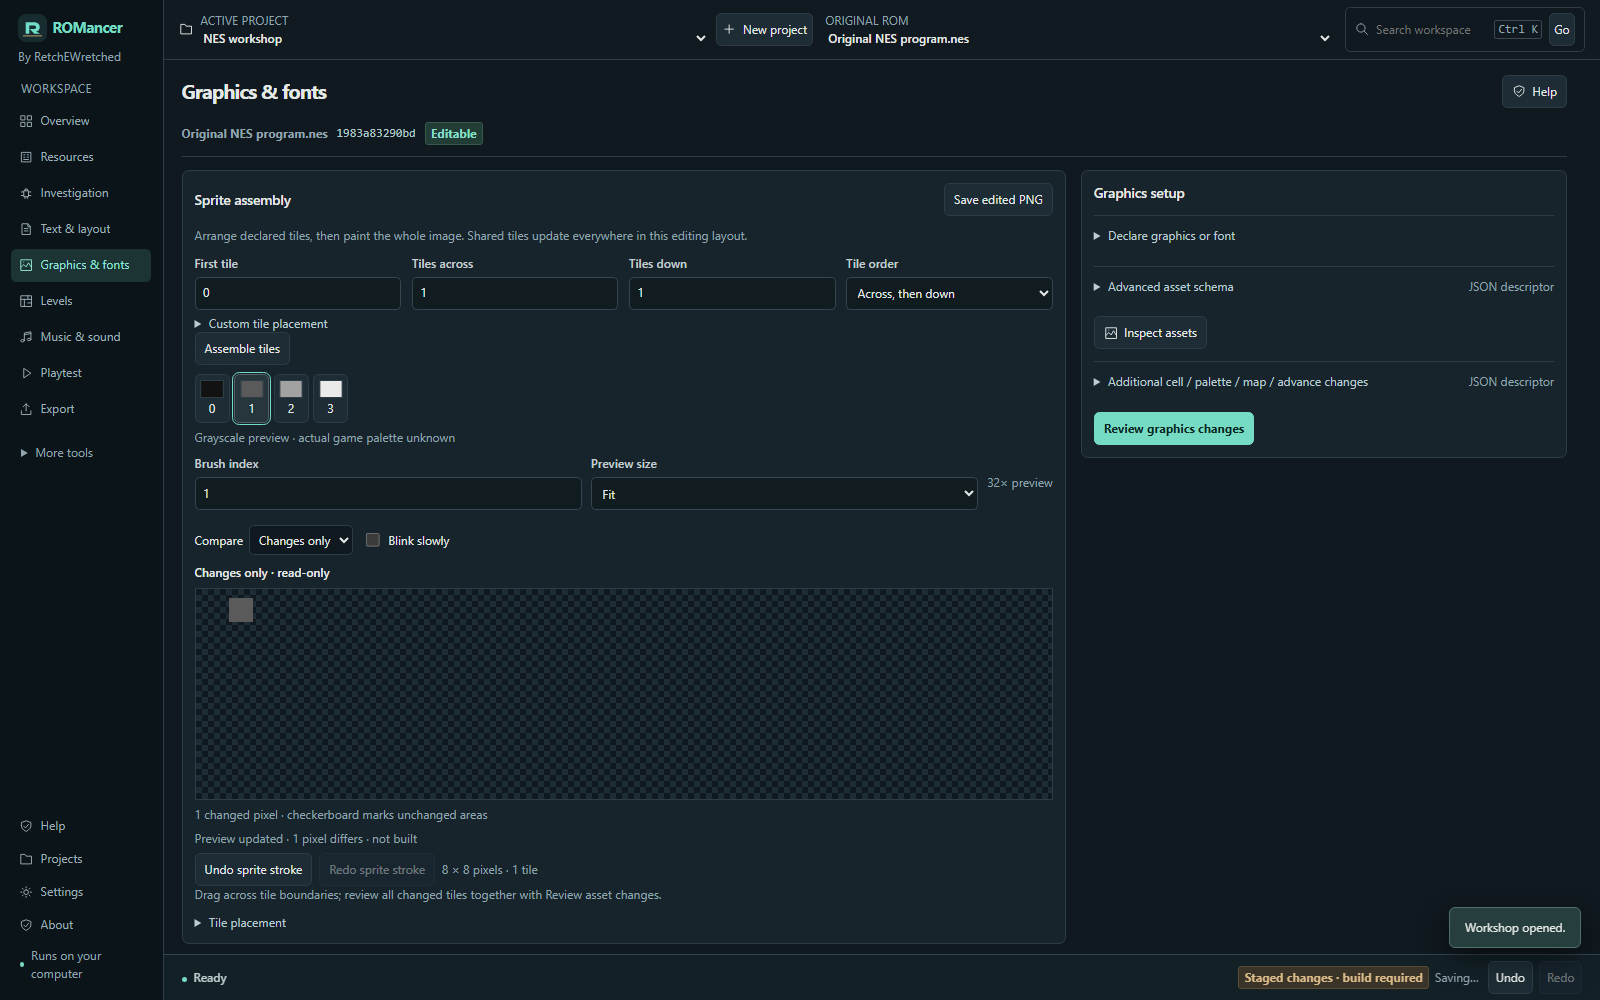 ROMancer
By RetchEWretched
WORKSPACE
Overview
Resources
Investigation
Text & layout
Graphics & fonts
Levels
Music & sound
Playtest
Export
More tools
Help
Projects
Settings
About
Runs on your
computer
ACTIVE PROJECT
NES workshop
New project
ORIGINAL ROM
Original NES program.nes
Search workspace
Ctrl K
Go
Graphics & fonts
Help
Original NES program.nes 1983a83290bd Editable
Sprite assembly
Save edited PNG
Arrange declared tiles, then paint the whole image. Shared tiles update everywhere in this editing layout.
First tile
Tiles across
Tiles down
Tile order
0
1
1
Across, then down
Custom tile placement
Assemble tiles
0
1
2
3
Grayscale preview · actual game palette unknown
Brush index
Preview size
1
Fit
32× preview
Compare
Changes only
Blink slowly
Changes only · read-only
1 changed pixel · checkerboard marks unchanged areas
Preview updated · 1 pixel differs · not built
Undo sprite stroke
Redo sprite stroke
8 × 8 pixels · 1 tile
Drag across tile boundaries; review all changed tiles together with Review asset changes.
Tile placement
Graphics setup
Declare graphics or font
Advanced asset schema
JSON descriptor
Inspect assets
Additional cell / palette / map / advance changes
JSON descriptor
Review graphics changes
Workshop opened.
Ready
Staged changes · build required
Saving...
Undo
Redo